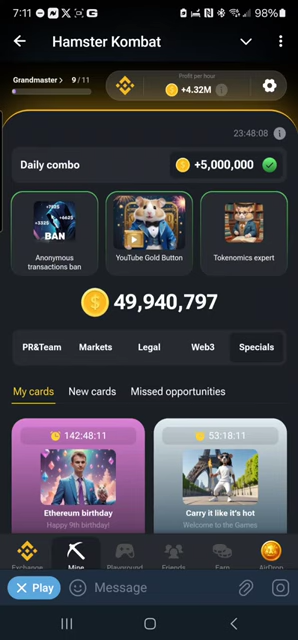 7:11
98%
Hamster Kombat
Grandmaster > 9 / 11
Profit per hour
+4.32M
23:48:08
Daily combo
+5,000,000
+7025
+3325
+6625
BAN
Anonymous
transactions ban
YouTube Gold Button
Tokenomics expert
49,940,797
PR&Team
Markets
Legal
Web3
Specials
My cards
New cards
Missed opportunities
142:48:11
53:18:11
Ethereum birthday
Happy 9th birthday!
Carry it like it's hot
Welcome to the Games
Exchange
Mine
Playground
Friends
Earn
AirDrop
Play
Message